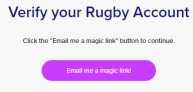 Verify your Rugby Account
Click the "Email me a magic link" button to continue.
Email me a magic link!